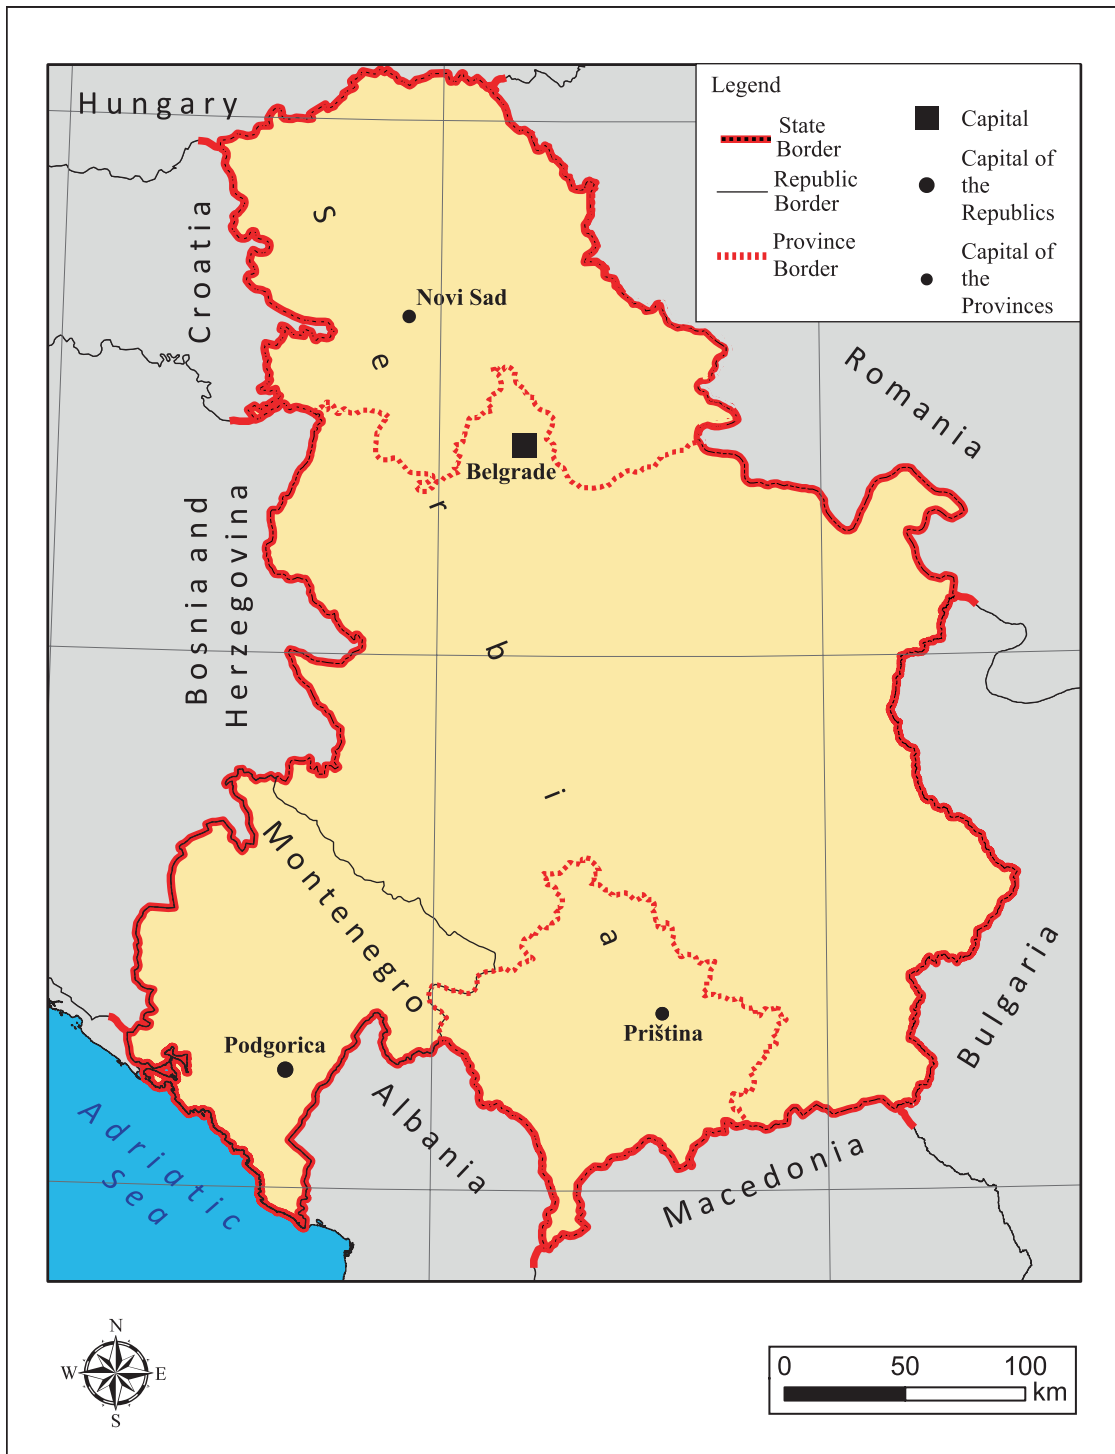 Hungary
Croatia
Bosnia and
Herzegovina
Serbia
Novi Sad
Belgrade
Romania
Montenegro
Podgorica
Priština
Albania
Macedonia
Bulgaria
Adriatic
Sea
Legend
State
Border
Republic
Border
Province
Border
Capital
Capital of
the
Republics
Capital of
the
Provinces
N
W E
S
0 50 100
km